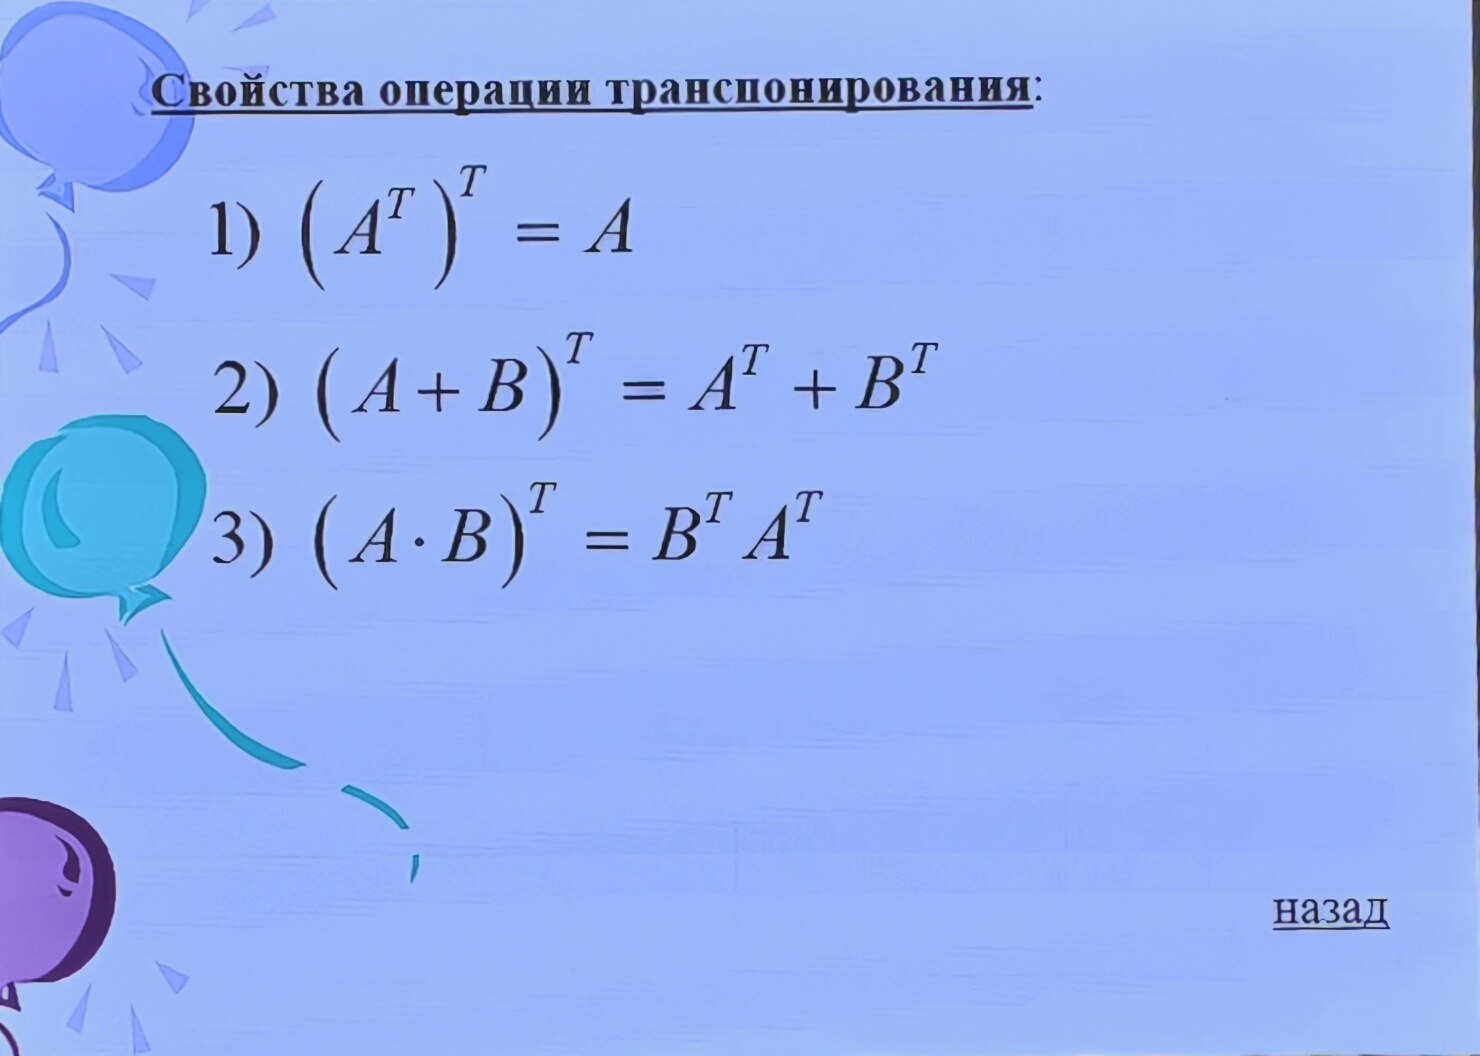 Свойства операции транспонирования:
1) (A^T)^T = A
2) (A + B)^T = A^T + B^T
3) (A · B)^T = B^T A^T
назад